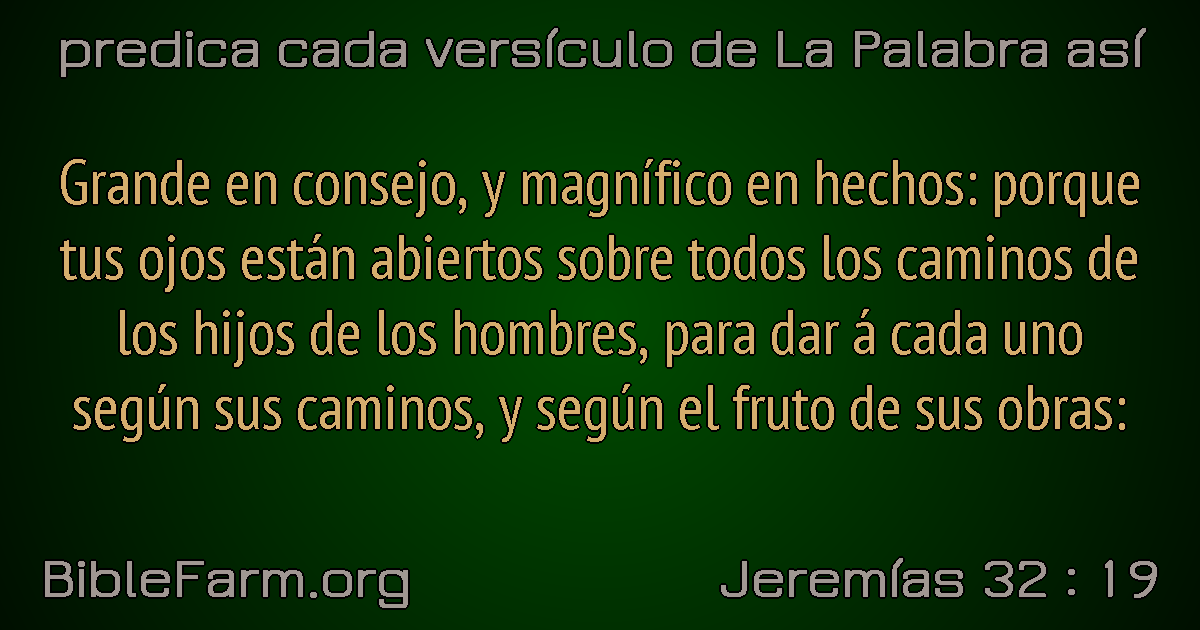 predica cada versículo de La Palabra así
Grande en consejo, y magnífico en hechos: porque
tus ojos están abiertos sobre todos los caminos de
los hijos de los hombres, para dar á cada uno
según sus caminos, y según el fruto de sus obras:
BibleFarm.org
Jeremías 32 : 19